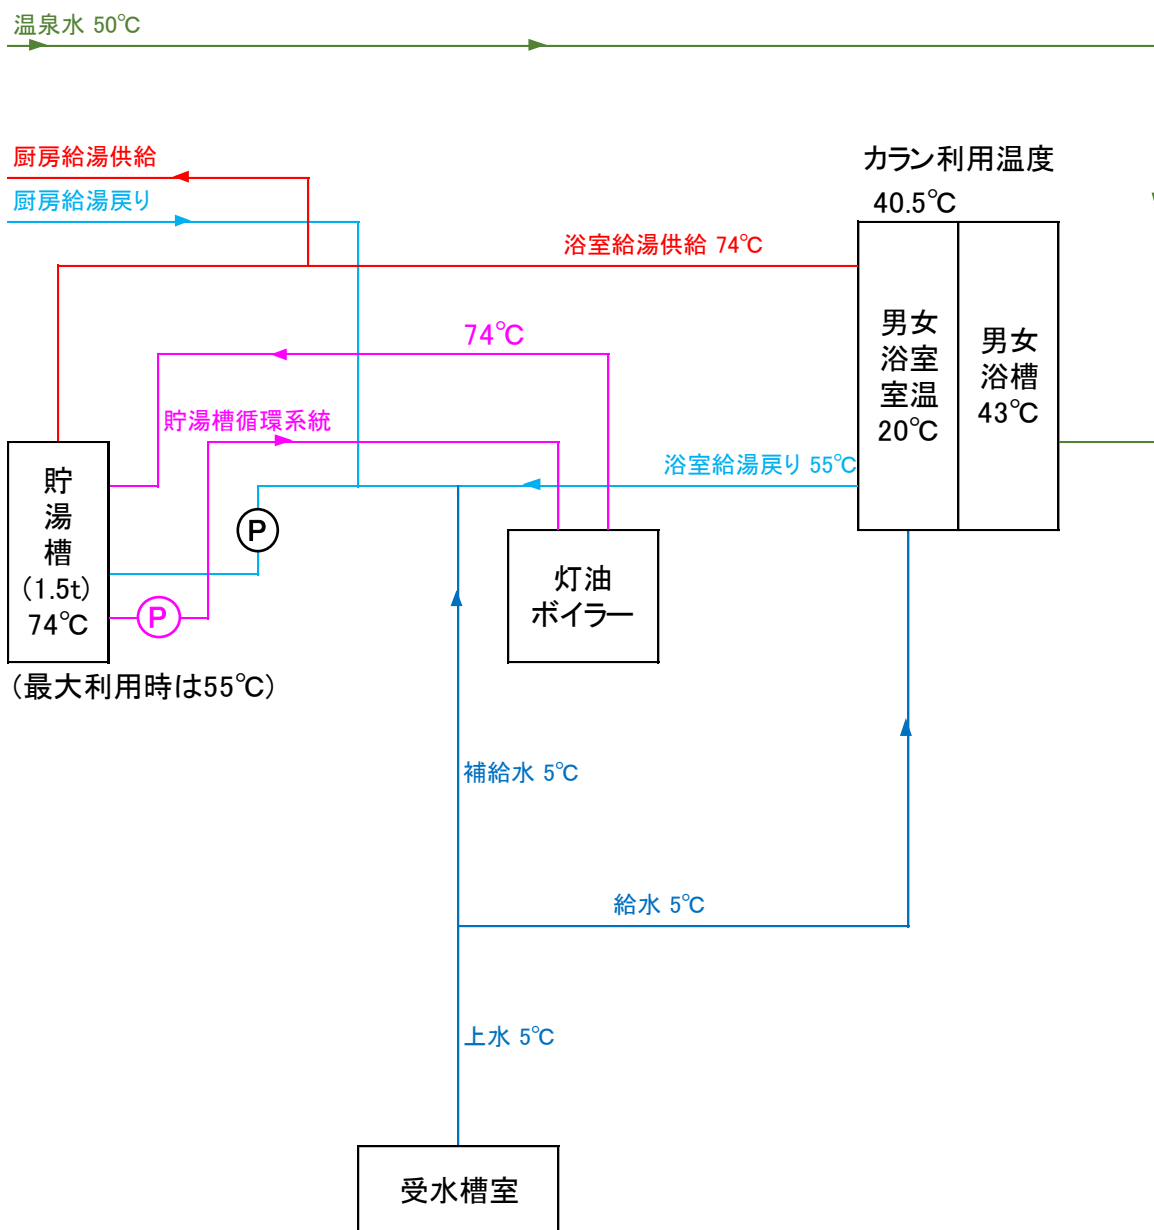 温泉水 50℃
厨房給湯供給
厨房給湯戻り
カラン利用温度
40.5℃
浴室給湯供給 74℃
男女
浴室
室温
20℃
男女
浴槽
43℃
74℃
貯湯槽循環系統
浴室給湯戻り 55℃
貯
湯
槽
(1.5t)
74℃
P
P
灯油
ボイラー
(最大利用時は55℃)
補給水 5℃
給水 5℃
上水 5℃
受水槽室